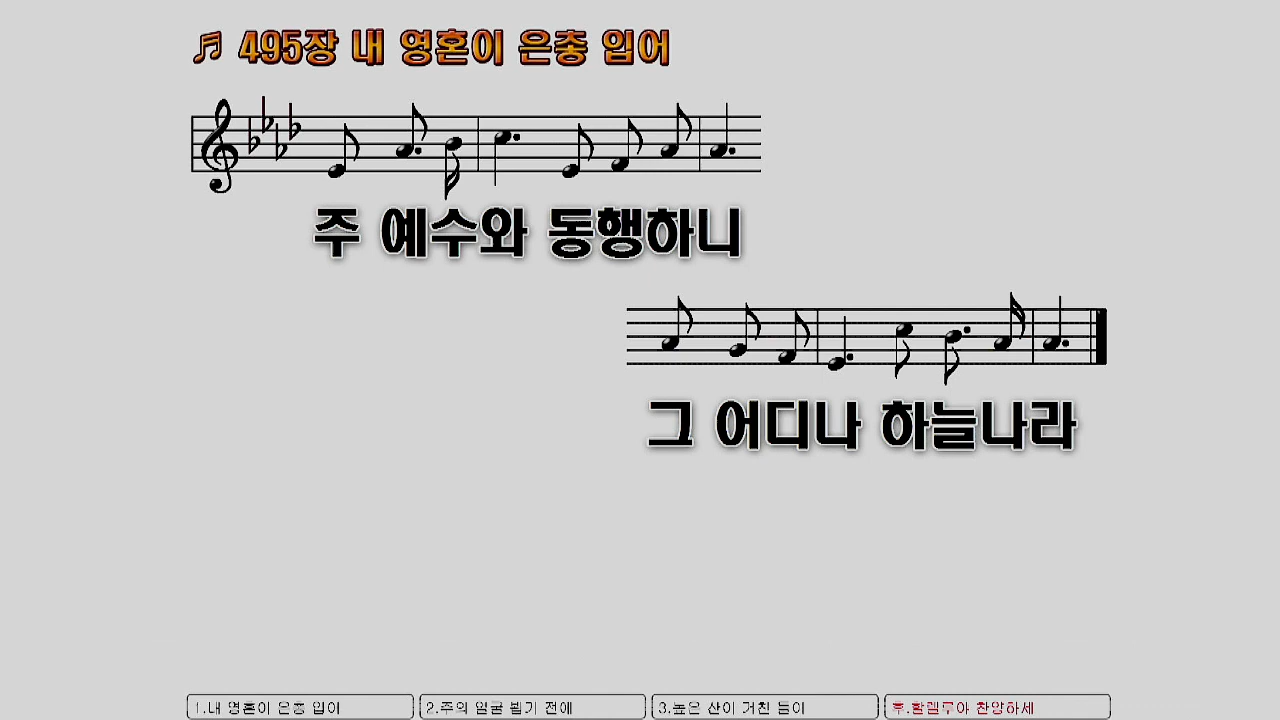 495장 내 영혼이 은총 입어
주 예수와 동행하니
그 어디나 하늘나라
1.내 영혼이 은총 입어
2.주의 얼굴 뵙기 전에
3.높은 산이 거친 들이
후.할렐루야 찬양하세